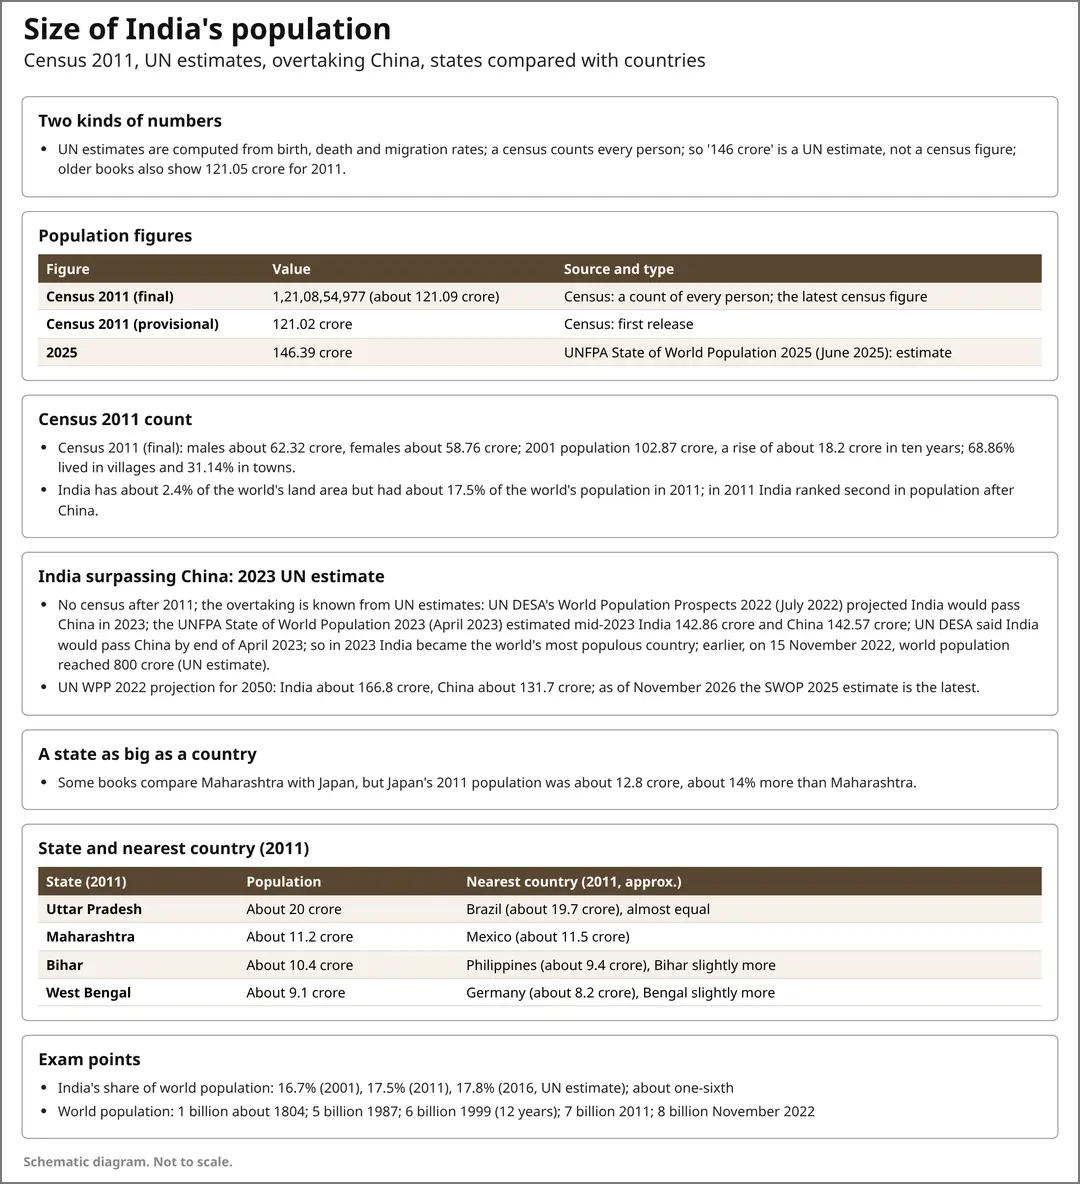 Size of India's population
Census 2011, UN estimates, overtaking China, states compared with countries
Two kinds of numbers
• UN estimates are computed from birth, death and migration rates; a census counts every person; so '146 crore' is a UN estimate, not a census figure;
older books also show 121.05 crore for 2011.
Population figures
Figure Value Source and type
Census 2011 (final) 1,21,08,54,977 (about 121.09 crore) Census: a count of every person; the latest census figure
Census 2011 (provisional) 121.02 crore Census: first release
2025 146.39 crore UNFPA State of World Population 2025 (June 2025): estimate
Census 2011 count
• Census 2011 (final): males about 62.32 crore, females about 58.76 crore; 2001 population 102.87 crore, a rise of about 18.2 crore in ten years; 68.86%
lived in villages and 31.14% in towns.
• India has about 2.4% of the world's land area but had about 17.5% of the world's population in 2011; in 2011 India ranked second in population after
China.
India surpassing China: 2023 UN estimate
• No census after 2011; the overtaking is known from UN estimates: UN DESA's World Population Prospects 2022 (July 2022) projected India would pass
China in 2023; the UNFPA State of World Population 2023 (April 2023) estimated mid-2023 India 142.86 crore and China 142.57 crore; UN DESA said India
would pass China by end of April 2023; so in 2023 India became the world's most populous country; earlier, on 15 November 2022, world population
reached 800 crore (UN estimate).
• UN WPP 2022 projection for 2050: India about 166.8 crore, China about 131.7 crore; as of November 2026 the SWOP 2025 estimate is the latest.
A state as big as a country
• Some books compare Maharashtra with Japan, but Japan's 2011 population was about 12.8 crore, about 14% more than Maharashtra.
State and nearest country (2011)
State (2011) Population Nearest country (2011, approx.)
Uttar Pradesh About 20 crore Brazil (about 19.7 crore), almost equal
Maharashtra About 11.2 crore Mexico (about 11.5 crore)
Bihar About 10.4 crore Philippines (about 9.4 crore), Bihar slightly more
West Bengal About 9.1 crore Germany (about 8.2 crore), Bengal slightly more
Exam points
• India's share of world population: 16.7% (2001), 17.5% (2011), 17.8% (2016, UN estimate); about one-sixth
• World population: 1 billion about 1804; 5 billion 1987; 6 billion 1999 (12 years); 7 billion 2011; 8 billion November 2022
Schematic diagram. Not to scale.